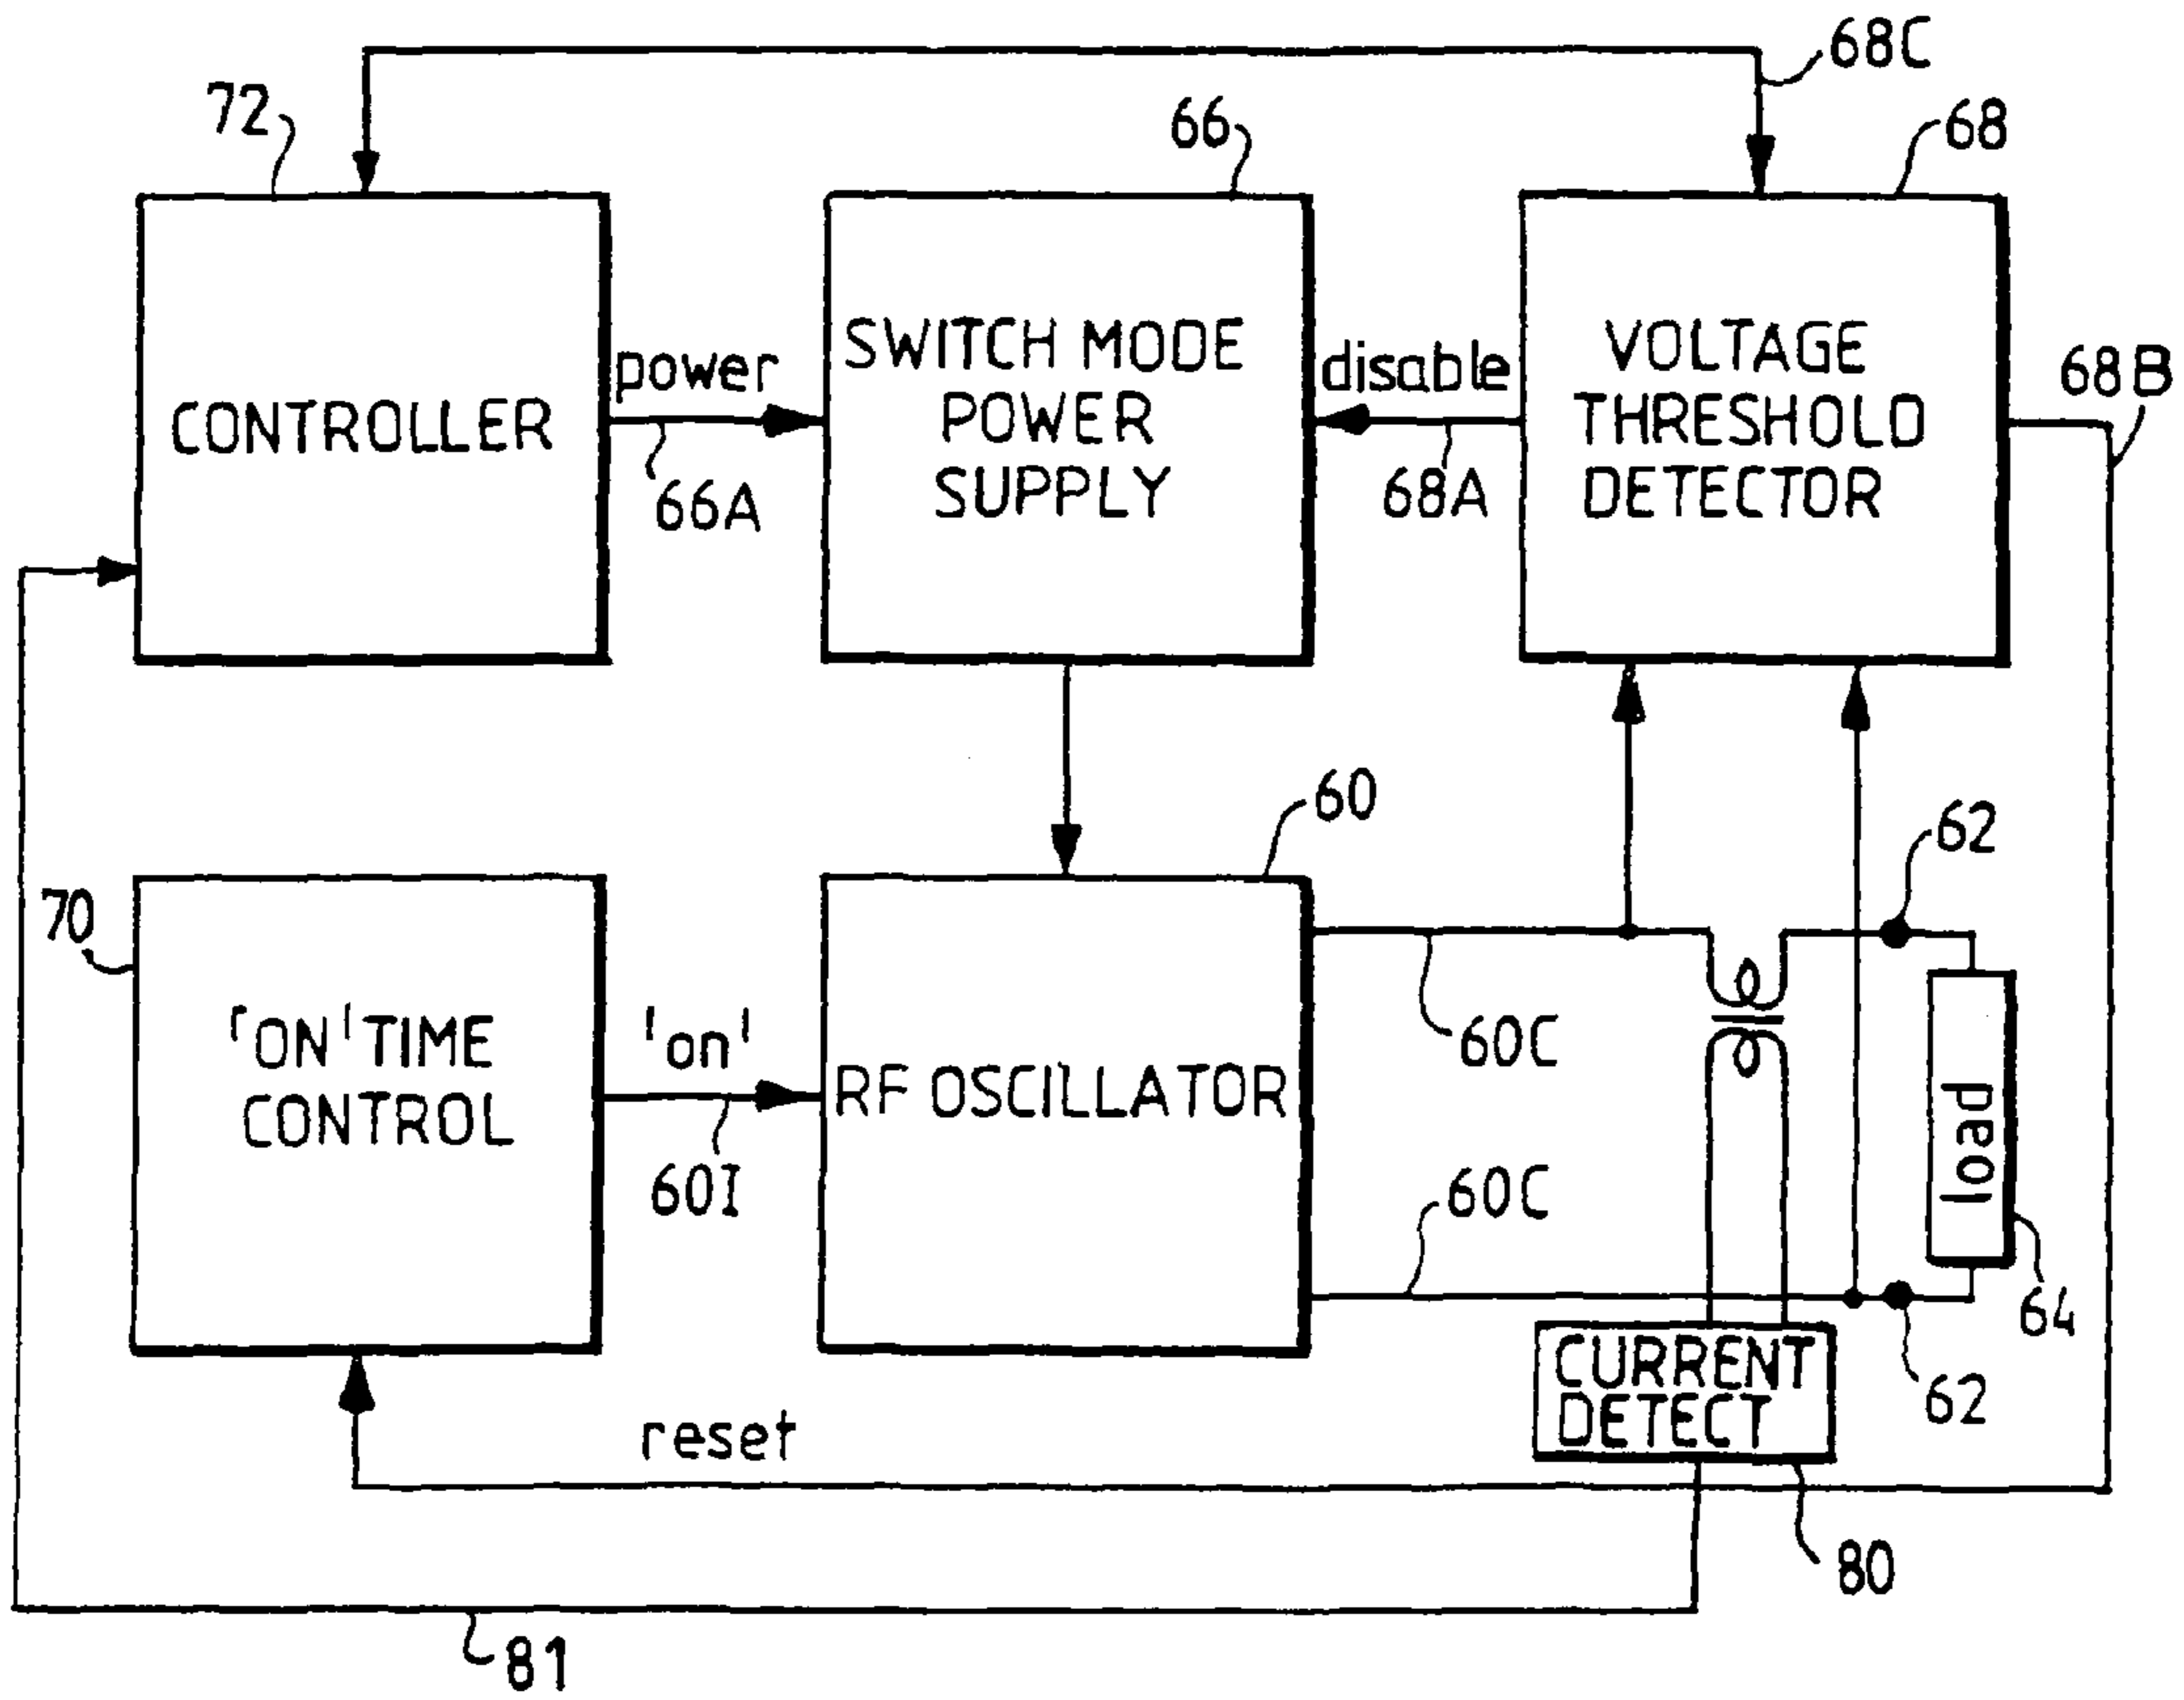 68C
72
66
68
CONTROLLER
power
66A
SWITCH MODE
POWER
SUPPLY
disable
68A
VOLTAGE
THRESHOLD
DETECTOR
68B
60
62
70
'ON' TIME
CONTROL
'on'
60I
RF OSCILLATOR
60C
60C
load
64
62
CURRENT
DETECT
reset
80
81